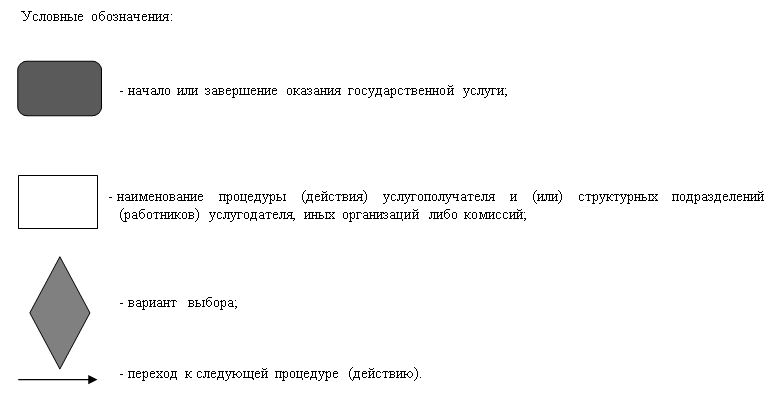 Условные обозначения:
- начало или завершение оказания государственной услуги;
- наименование процедуры (действия) услугополучателя и (или) структурных подразделений
(работников) услугодателя, иных организаций либо комиссий;
- вариант выбора;
- переход к следующей процедуре (действию).